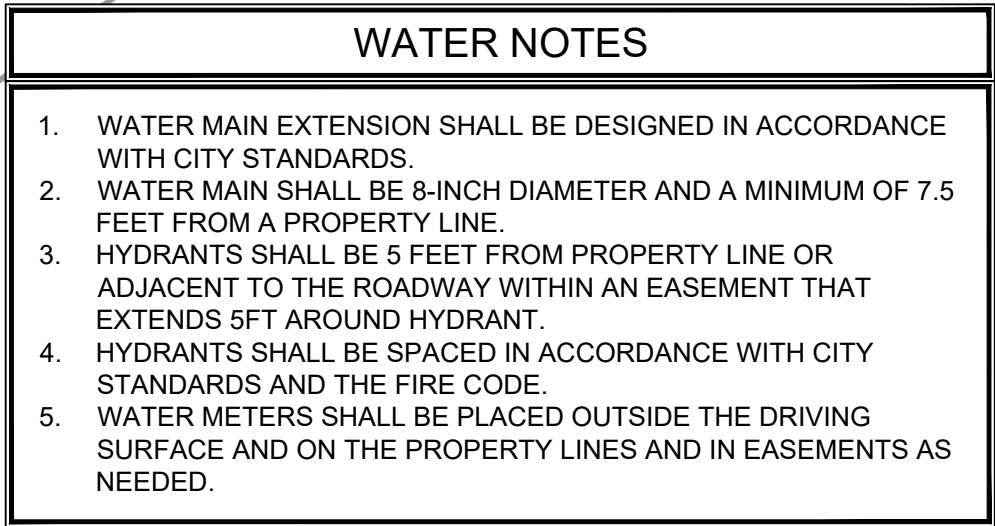 WATER NOTES
1. WATER MAIN EXTENSION SHALL BE DESIGNED IN ACCORDANCE
WITH CITY STANDARDS.
2. WATER MAIN SHALL BE 8-INCH DIAMETER AND A MINIMUM OF 7.5
FEET FROM A PROPERTY LINE.
3. HYDRANTS SHALL BE 5 FEET FROM PROPERTY LINE OR
ADJACENT TO THE ROADWAY WITHIN AN EASEMENT THAT
EXTENDS 5FT AROUND HYDRANT.
4. HYDRANTS SHALL BE SPACED IN ACCORDANCE WITH CITY
STANDARDS AND THE FIRE CODE.
5. WATER METERS SHALL BE PLACED OUTSIDE THE DRIVING
SURFACE AND ON THE PROPERTY LINES AND IN EASEMENTS AS
NEEDED.